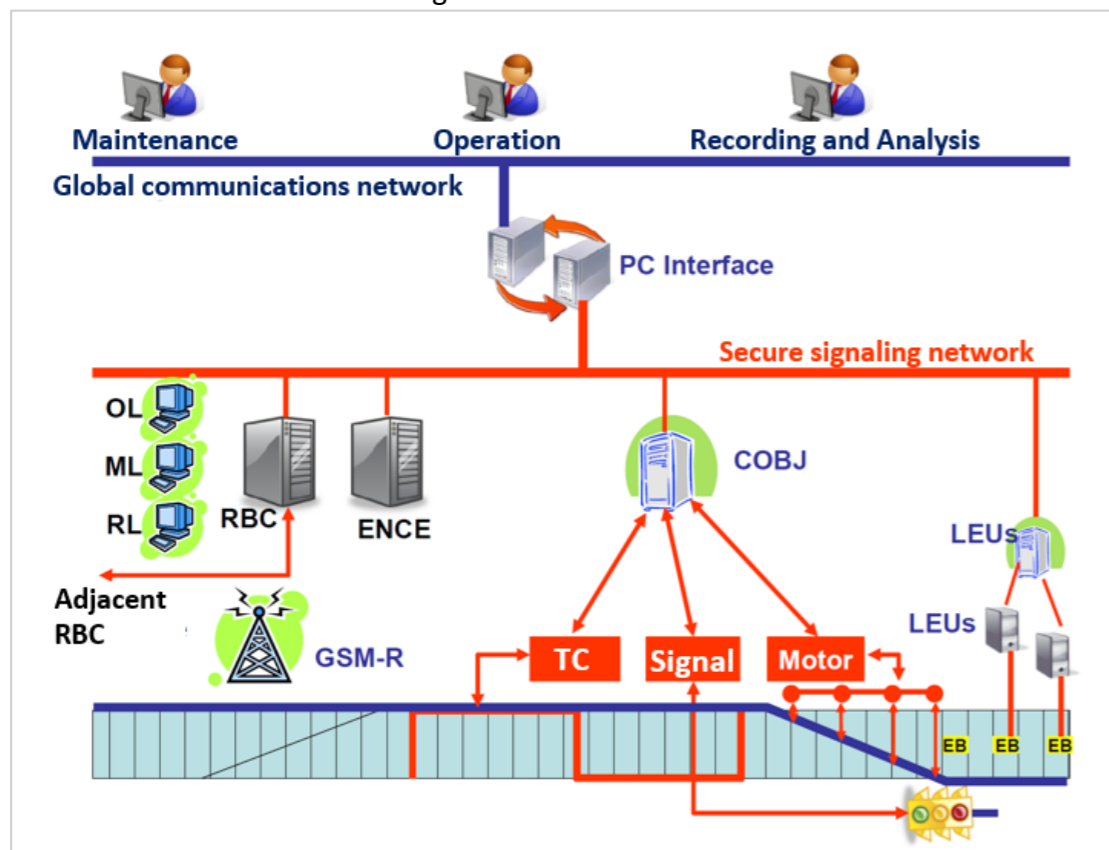 Maintenance
Operation
Recording and Analysis
Global communications network
PC Interface
Secure signaling network
OL
ML
RL
RBC
ENCE
COBJ
LEUs
LEUs
Adjacent
RBC
GSM-R
TC
Signal
Motor
EB
EB
EB